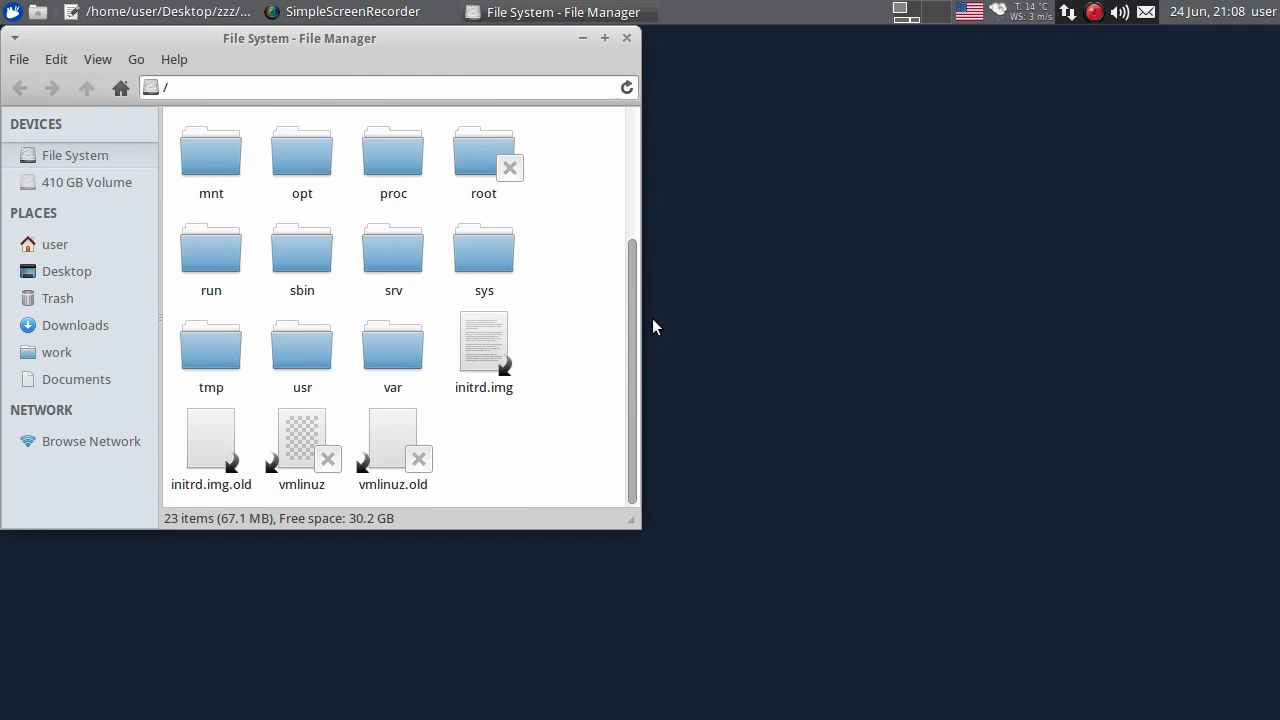 /home/user/Desktop/zzz/...
SimpleScreenRecorder
File System - File Manager
T: 14 °C
WS: 3 m/s
24 Jun, 21:08 user
File System - File Manager
File Edit View Go Help
/
DEVICES
File System
410 GB Volume
PLACES
user
Desktop
Trash
Downloads
work
Documents
NETWORK
Browse Network
mnt opt proc root
run sbin srv sys
tmp usr var initrd.img
initrd.img.old vmlinuz vmlinuz.old
23 items (67.1 MB), Free space: 30.2 GB